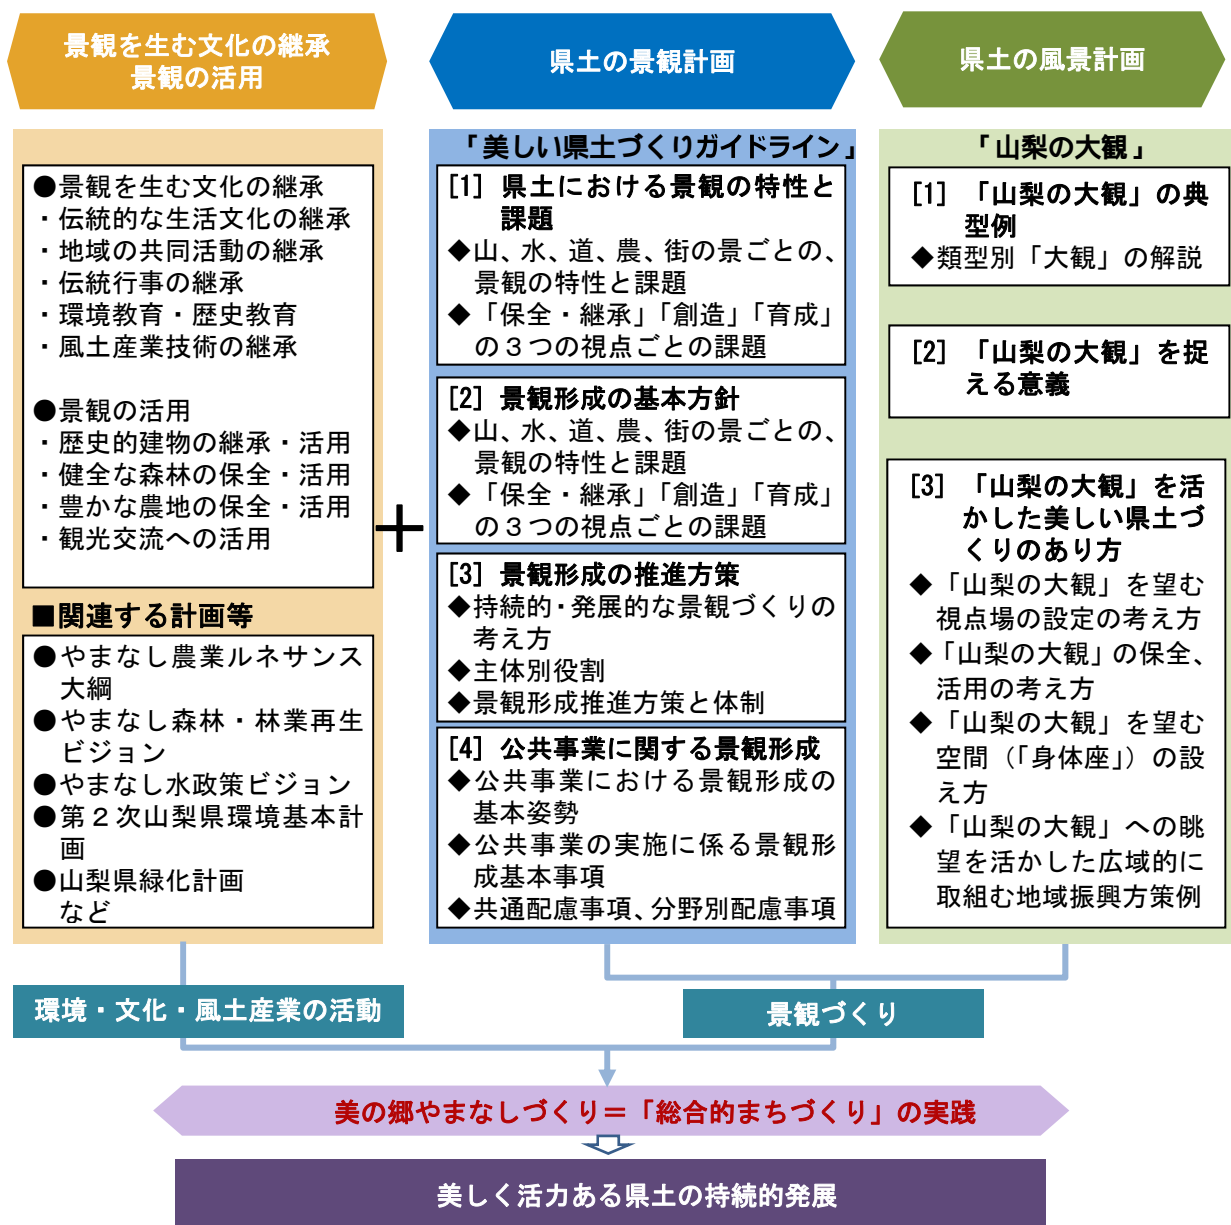 景観を生む文化の継承
景観の活用
●景観を生む文化の継承
・伝統的な生活文化の継承
・地域の共同活動の継承
・伝統行事の継承
・環境教育・歴史教育
・風土産業技術の継承
●景観の活用
・歴史的建物の継承・活用
・健全な森林の保全・活用
・豊かな農地の保全・活用
・観光交流への活用
■関連する計画等
●やまなし農業ルネサンス
大綱
●やまなし森林・林業再生
ビジョン
●やまなし水政策ビジョン
●第２次山梨県環境基本計
画
●山梨県緑化計画
など
＋
県土の景観計画
「美しい県土づくりガイドライン」
[1] 県土における景観の特性と
課題
◆山、水、道、農、街の景ごとの、
景観の特性と課題
◆「保全・継承」「創造」「育成」
の３つの視点ごとの課題
[2] 景観形成の基本方針
◆山、水、道、農、街の景ごとの、
景観の特性と課題
◆「保全・継承」「創造」「育成」
の３つの視点ごとの課題
[3] 景観形成の推進方策
◆持続的・発展的な景観づくりの
考え方
◆主体別役割
◆景観形成推進方策と体制
[4] 公共事業に関する景観形成
◆公共事業における景観形成の
基本姿勢
◆公共事業の実施に係る景観形
成基本事項
◆共通配慮事項、分野別配慮事項
県土の風景計画
「山梨の大観」
[1] 「山梨の大観」の典
型例
◆類型別「大観」の解説
[2] 「山梨の大観」を捉
える意義
[3] 「山梨の大観」を活
かした美しい県土づ
くりのあり方
◆「山梨の大観」を望む
視点場の設定の考え方
◆「山梨の大観」の保全、
活用の考え方
◆「山梨の大観」を望む
空間（「身体座」）の設
え方
◆「山梨の大観」への眺
望を活かした広域的に
取組む地域振興方策例
環境・文化・風土産業の活動
景観づくり
美の郷やまなしづくり＝「総合的まちづくり」の実践
美しく活力ある県土の持続的発展